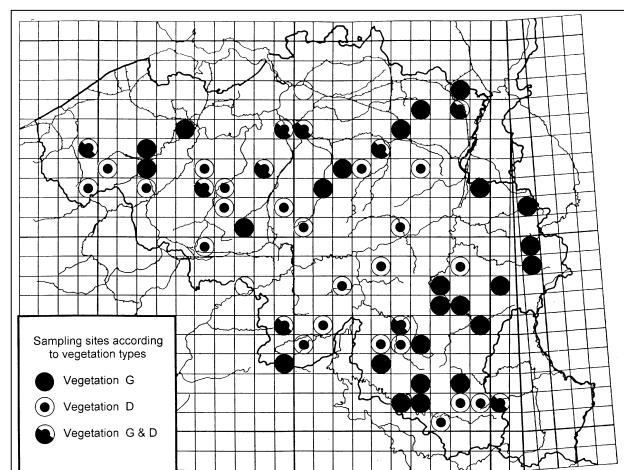 Sampling sites according
to vegetation types
Vegetation G
Vegetation D
Vegetation G & D